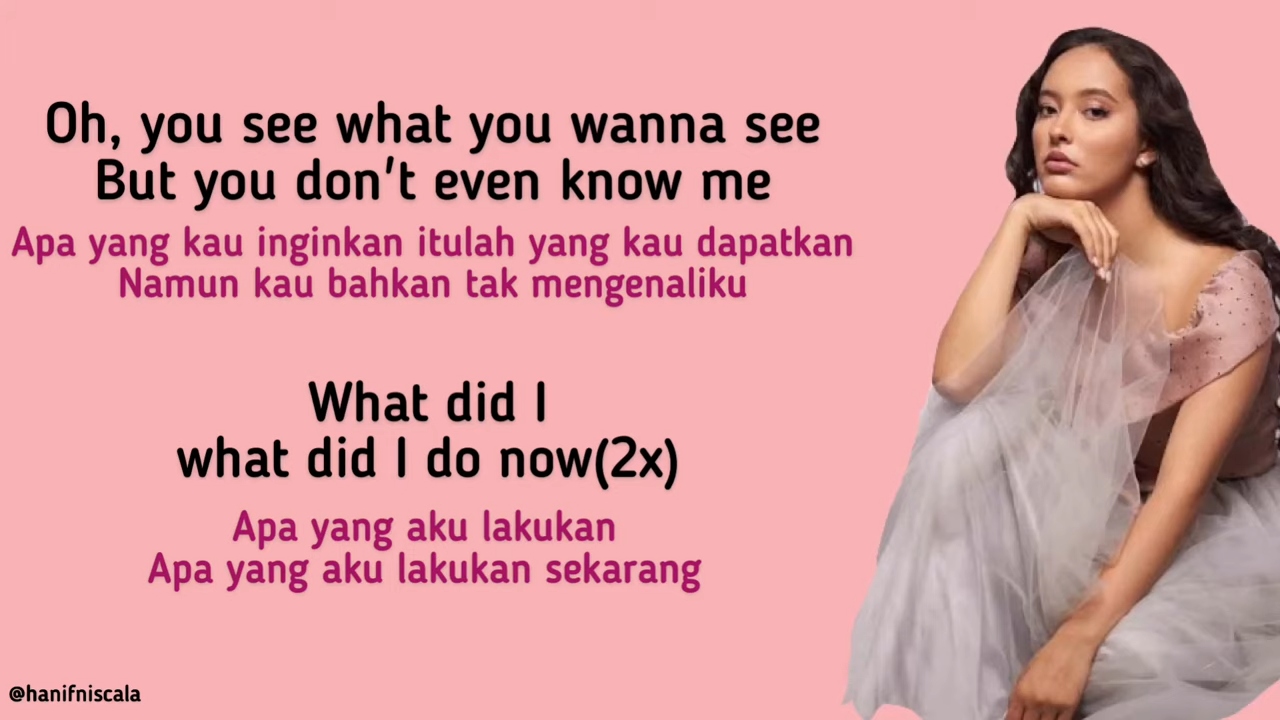 Oh, you see what you wanna see
But you don't even know me
Apa yang kau inginkan itulah yang kau dapatkan
Namun kau bahkan tak mengenaliku
What did I
what did I do now(2x)
Apa yang aku lakukan
Apa yang aku lakukan sekarang
@hanifniscala